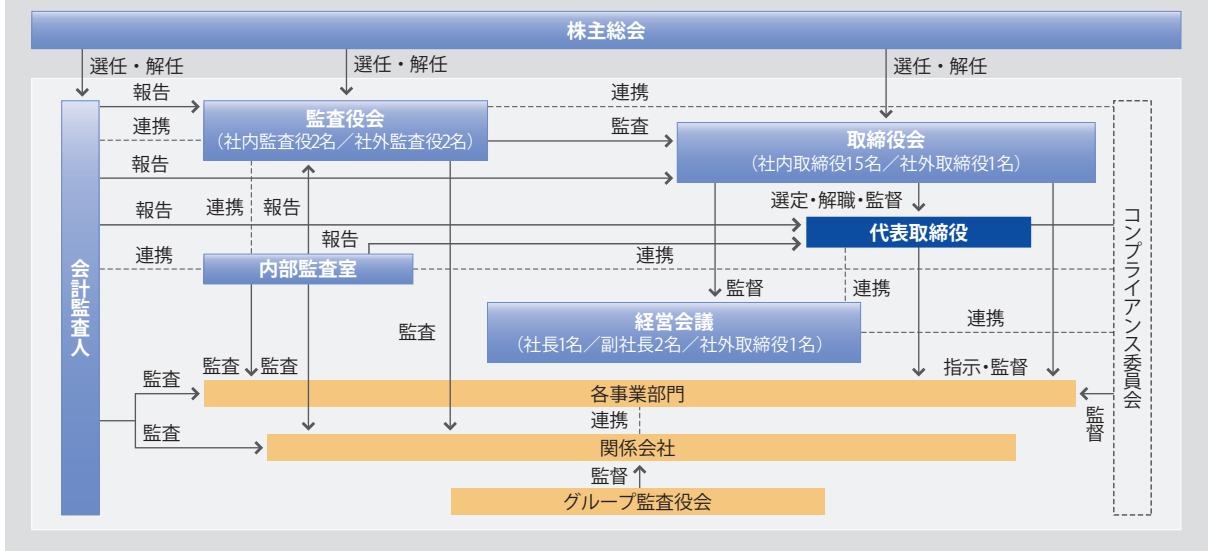 株主総会
選任・解任
選任・解任
選任・解任
報告
連携
連携
監査役会
(社内監査役2名／社外監査役2名)
監査
取締役会
(社内取締役15名／社外取締役1名)
報告
連携
報告
選定・解職・監督
報告
報告
代表取締役
連携
内部監査室
連携
会計監査人
コンプライアンス委員会
監督
連携
経営会議
(社長1名／副社長2名／社外取締役1名)
連携
監査
監査
監査
指示・監督
監査
各事業部門
監督
連携
監査
関係会社
監督
グループ監査役会